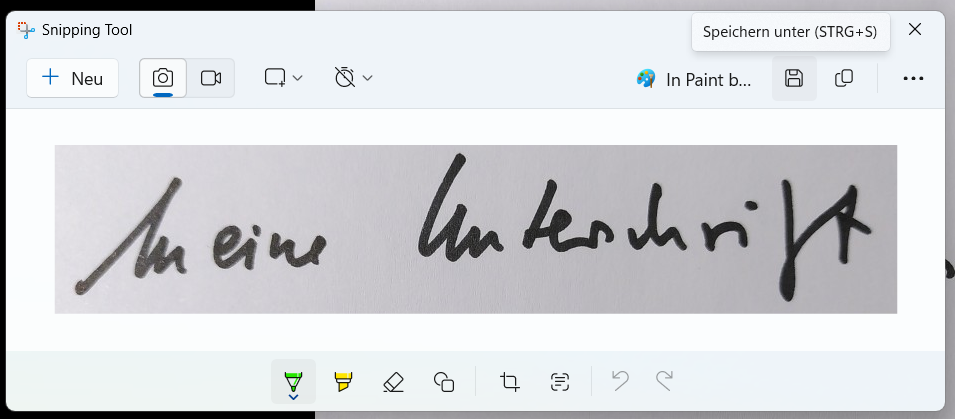 Snipping Tool
Speichern unter (STRG+S)
Neu
In Paint b...
Meine Unterschrift